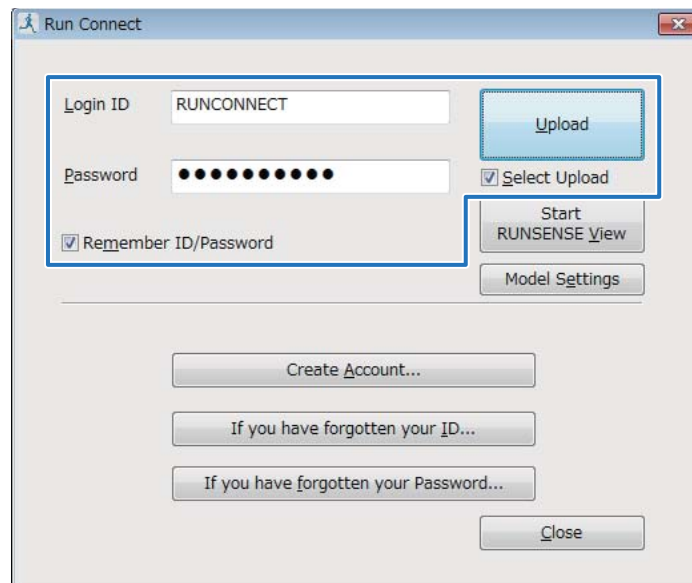 Run Connect
Login ID
RUNCONNECT
Upload
Password
●●●●●●●●●●
Select Upload
Remember ID/Password
Start
RUNSENSE View
Model Settings
Create Account...
If you have forgotten your ID...
If you have forgotten your Password...
Close